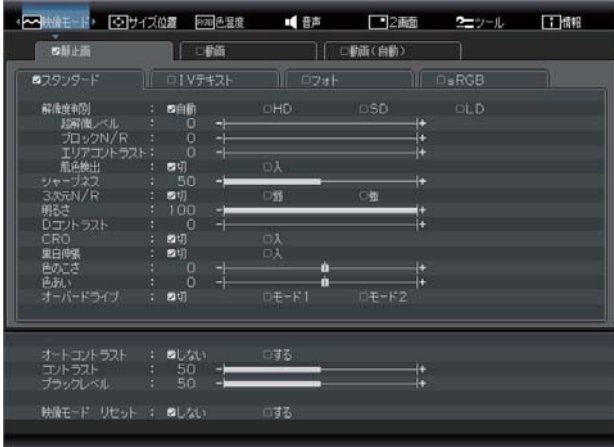 映像モード サイズ位置 RGB色温度 音声 2画面 ツール 情報
静止画 動画 動画(自動)
スタンダード IVテキスト フォト sRGB
解像度判別 : 自動 HD SD LD
超解像レベル : 0 - +
ブロックN/R : 0 - +
エリアコントラスト : 0 - +
肌色検出 : 切 入
シャープネス : 50 - +
3次元N/R : 切 弱 強
明るさ : 100 - +
Dコントラスト : 0 - +
CRO : 切 入
黒白伸張 : 切 入
色のこさ : 0 - +
色あい : 0 - +
オーバードライブ : 切 モード1 モード2
オートコントラスト : しない する
コントラスト : 50 - +
ブラックレベル : 50 - +
映像モード リセット : しない する